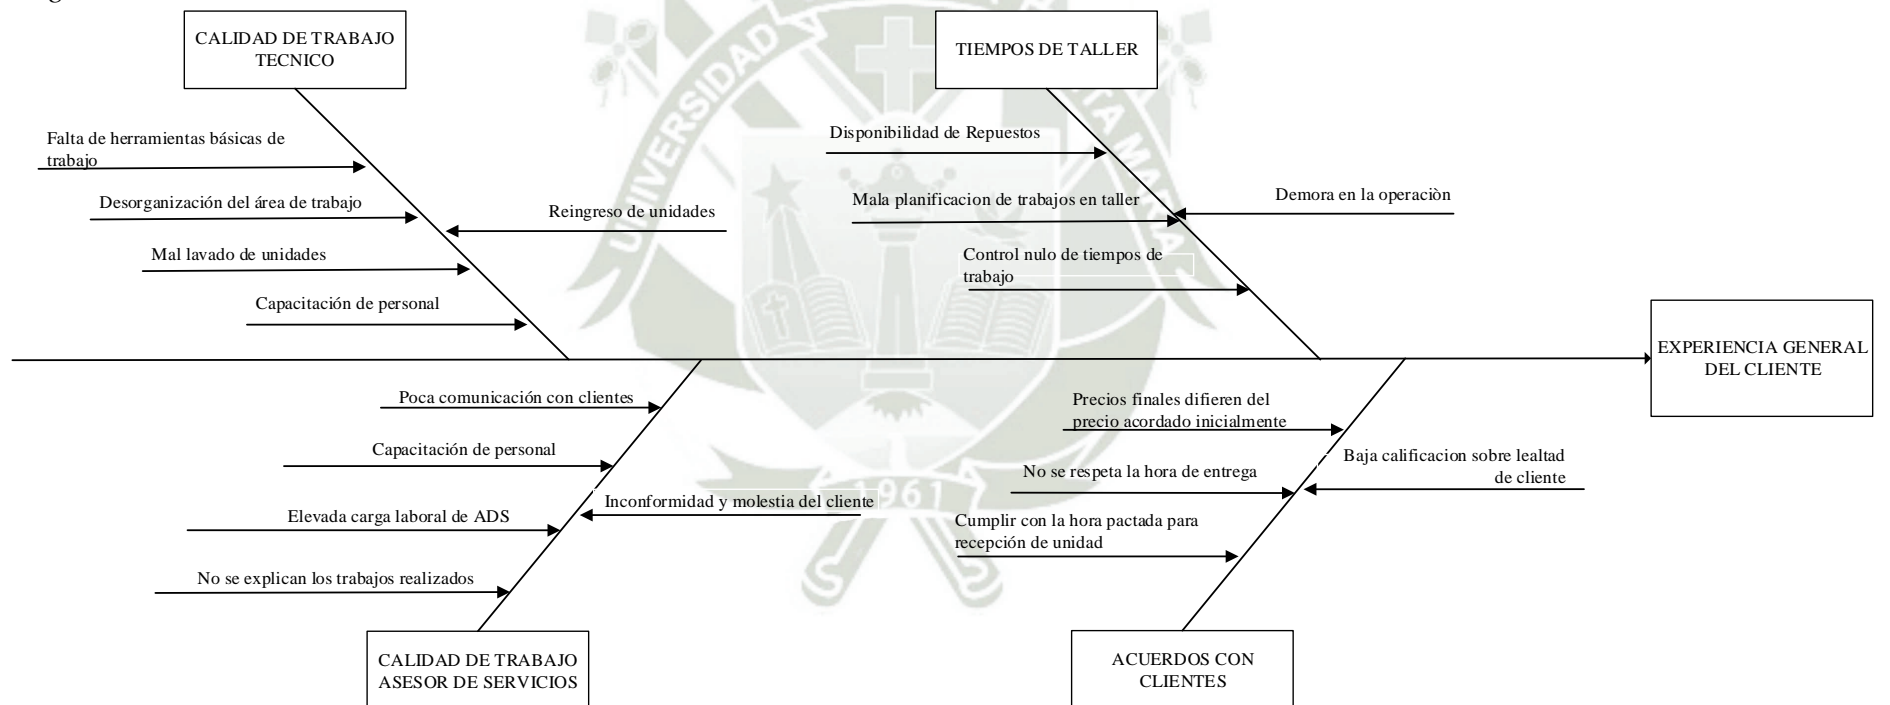 CALIDAD DE TRABAJO
TECNICO
TIEMPOS DE TALLER
Falta de herramientas básicas de
trabajo
Desorganización del área de trabajo
Mal lavado de unidades
Capacitación de personal
Reingreso de unidades
Disponibilidad de Repuestos
Mala planificacion de trabajos en taller
Control nulo de tiempos de
trabajo
Demora en la operaciòn
EXPERIENCIA GENERAL
DEL CLIENTE
Poca comunicación con clientes
Capacitación de personal
Elevada carga laboral de ADS
No se explican los trabajos realizados
Inconformidad y molestia del cliente
Precios finales difieren del
precio acordado inicialmente
No se respeta la hora de entrega
Cumplir con la hora pactada para
recepción de unidad
Baja calificacion sobre lealtad
de cliente
CALIDAD DE TRABAJO
ASESOR DE SERVICIOS
ACUERDOS CON
CLIENTES
UNIVERSIDAD
MARIA
1961